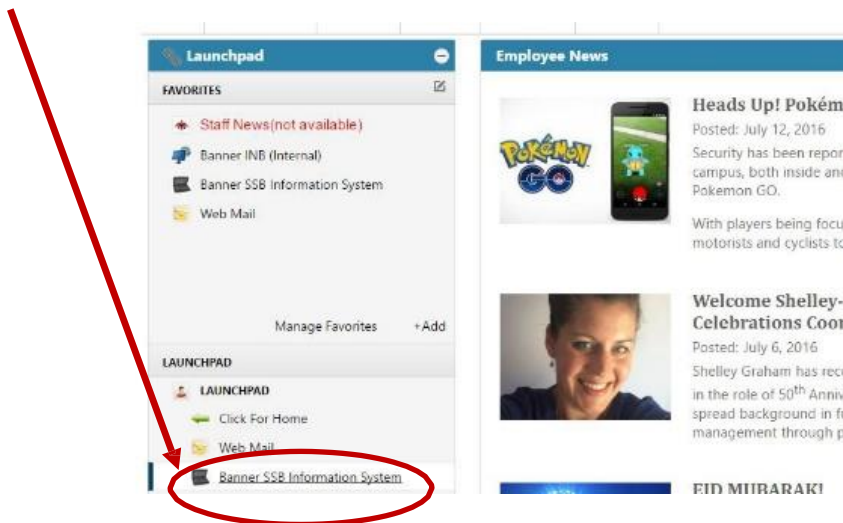 Launchpad
FAVORITES
Staff News(not available)
Banner INB (Internal)
Banner SSB Information System
Web Mail
Manage Favorites +Add
LAUNCHPAD
LAUNCHPAD
Click For Home
Web Mail
Banner SSB Information System
Employee News
POKÉMON
GO
Heads Up! Pokém
Posted: July 12, 2016
Security has been repor
campus, both inside and
Pokemon GO.
With players being focu
motorists and cyclists to
Welcome Shelley-
Celebrations Coor
Posted: July 6, 2016
Shelley Graham has rece
in the role of 50th Anniv
spread background in fu
management through p
EID MUBARAK!